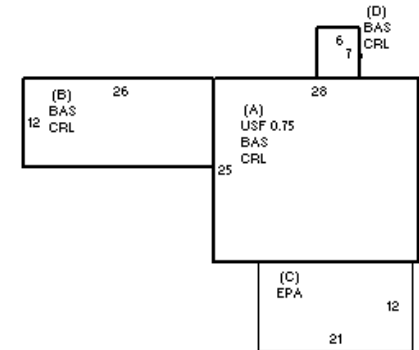 (D)
BAS
CRL
6
7
26
28
(B)
BAS
12 CRL
(A)
USF 0.75
BAS
CRL
25
(C)
EPA
12
21